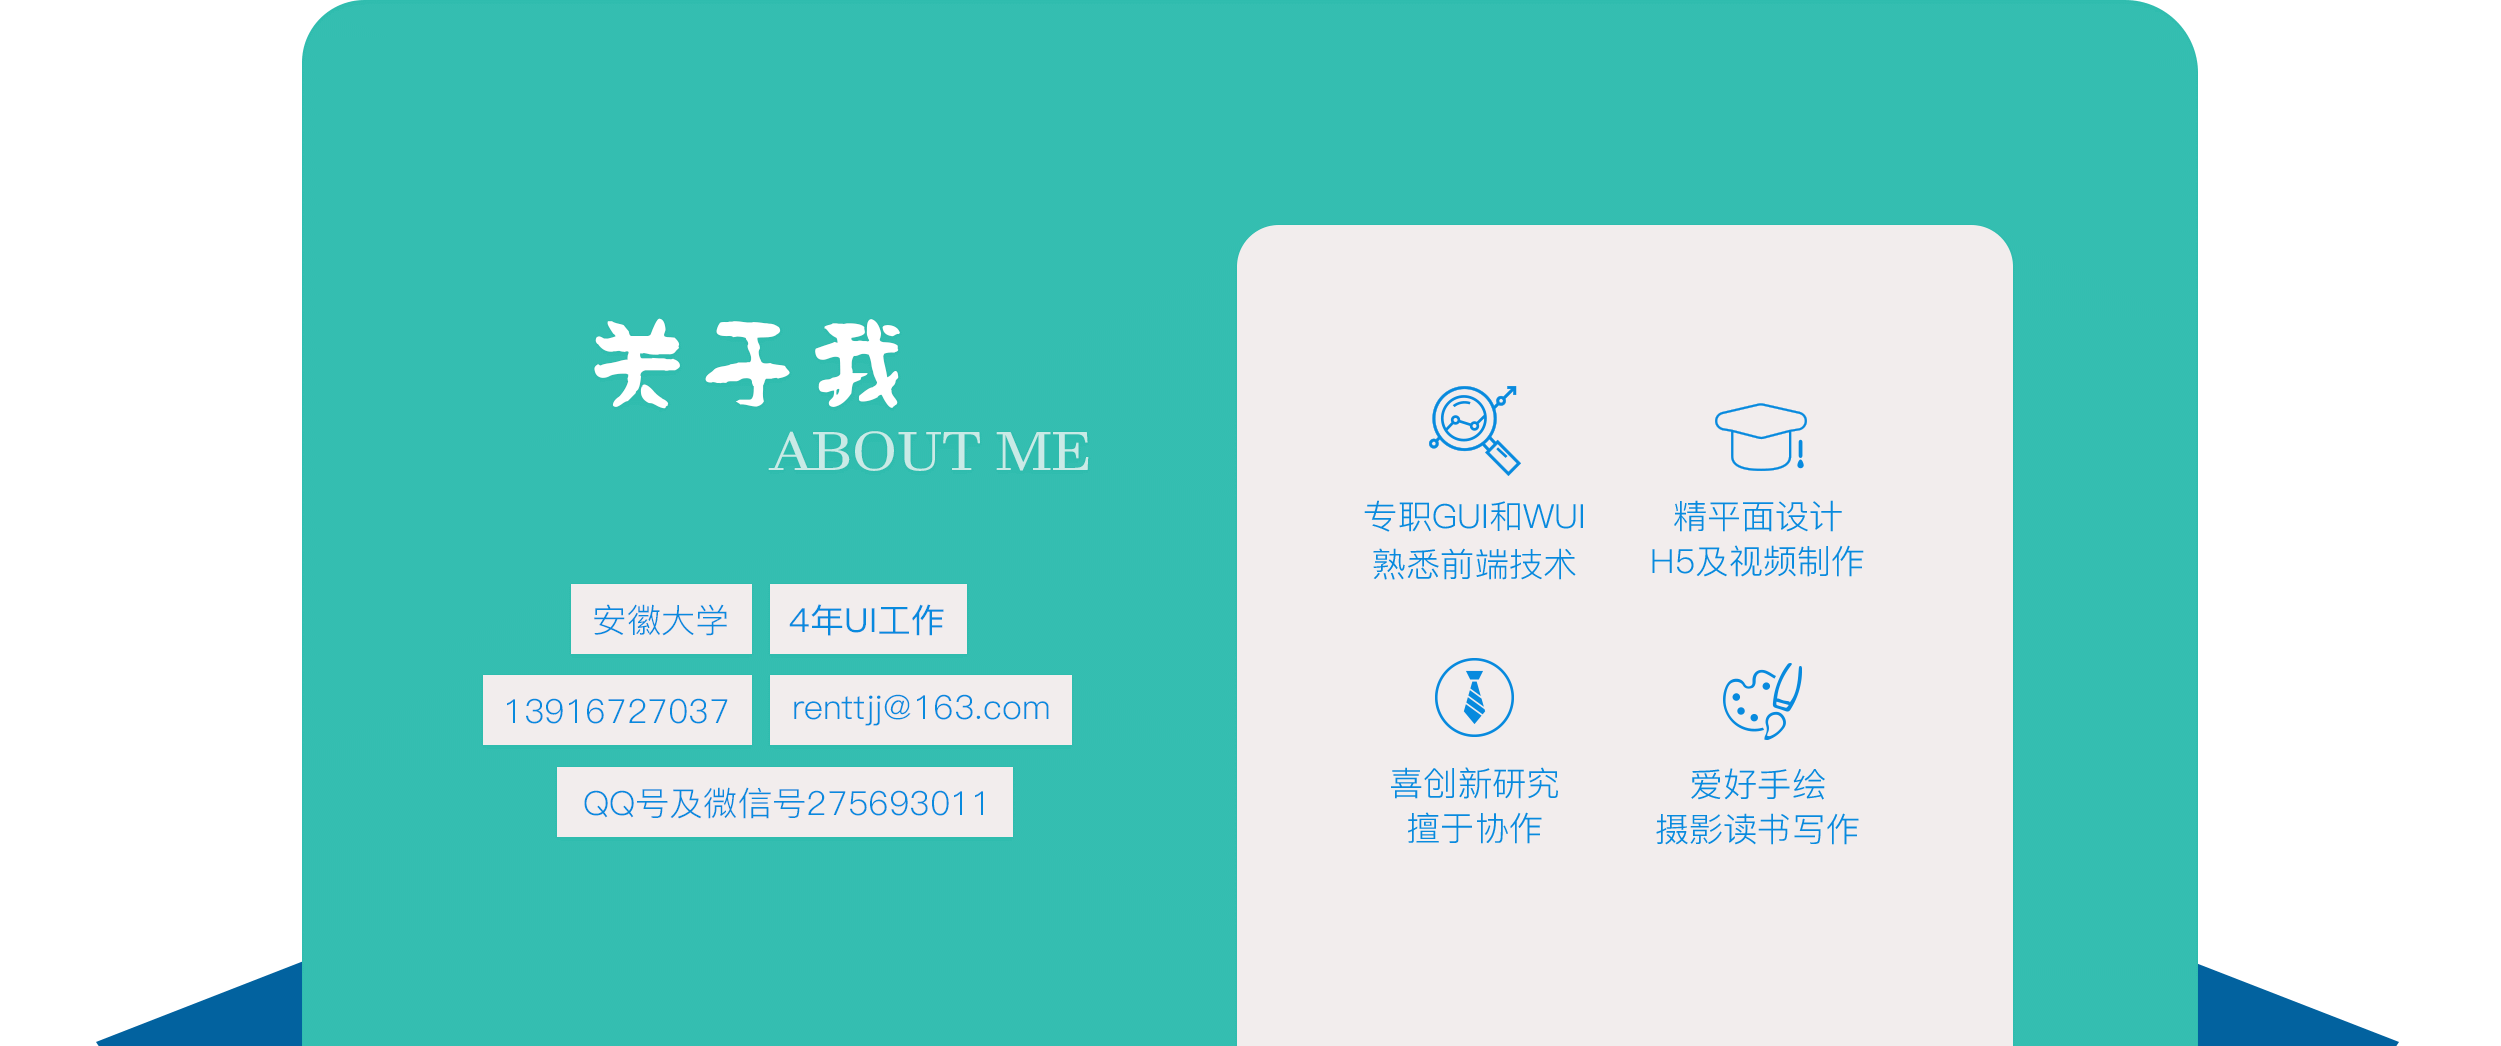 关于我
ABOUT ME
安徽大学
4年UI工作
13916727037
renttjj@163.com
QQ号及微信号275693011
专职GUI和WUI
熟悉前端技术
精平面设计
H5及视频制作
喜创新研究
擅于协作
爱好手绘
摄影读书写作